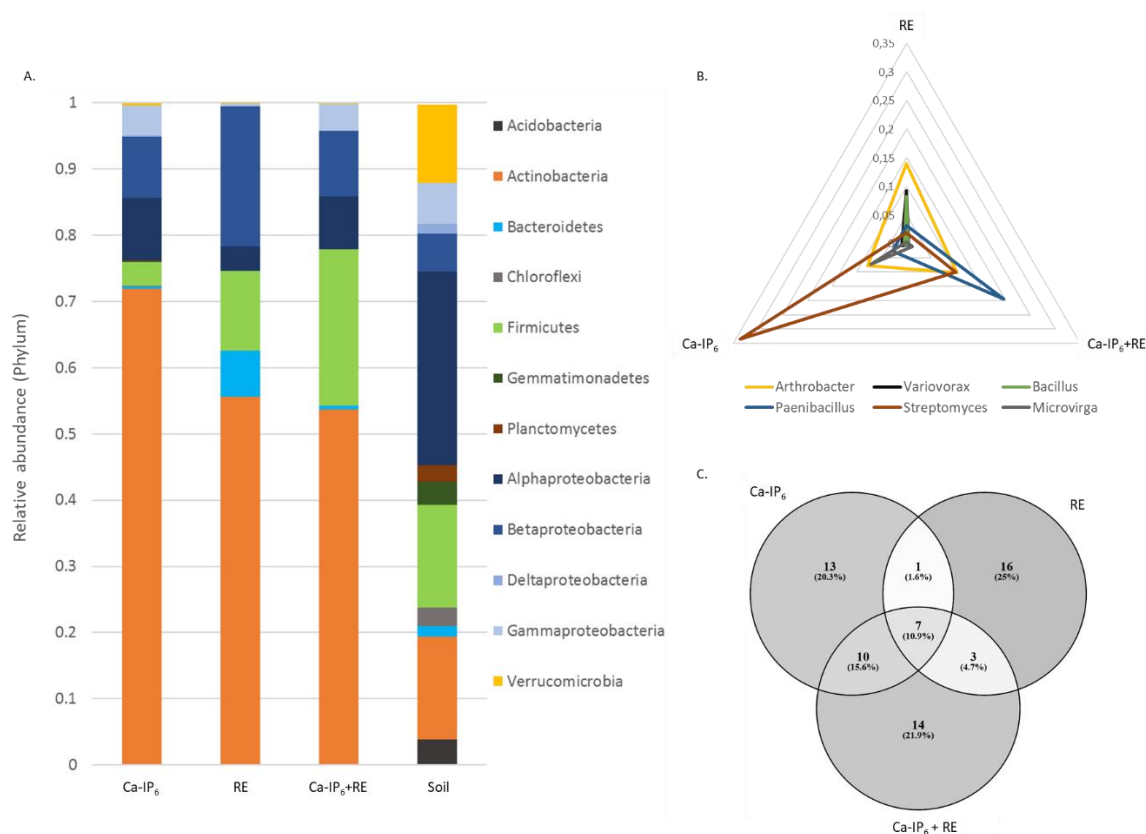 A.
Relative abundance (Phylum)
1
0.9
0.8
0.7
0.6
0.5
0.4
0.3
0.2
0.1
0
Ca-IP₆
RE
Ca-IP₆+RE
Soil
Acidobacteria
Actinobacteria
Bacteroidetes
Chloroflexi
Firmicutes
Gemmatimonadetes
Planctomycetes
Alphaproteobacteria
Betaproteobacteria
Deltaproteobacteria
Gammaproteobacteria
Verrucomicrobia
B.
RE
0,35
0,3
0,25
0,2
0,15
0,1
0,05
Ca-IP₆
Ca-IP₆+RE
Arthrobacter Variovorax Bacillus
Paenibacillus Streptomyces Microvirga
C.
Ca-IP₆
RE
13
(20.3%)
1
(1.6%)
16
(25%)
7
(10.9%)
10
(15.6%)
3
(4.7%)
14
(21.9%)
Ca-IP₆ + RE